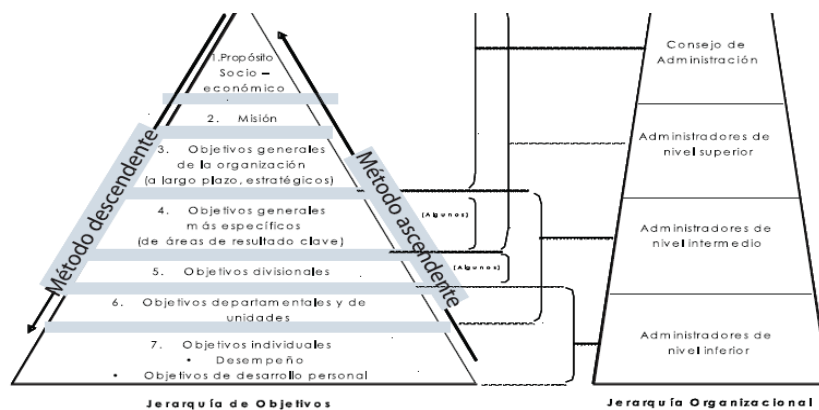 1.Propósito
Socio –
económico
2. Misión
3. Objetivos generales
de la organización
(a largo plazo, estratégicos)
4. Objetivos generales
más específicos
(de áreas de resultado clave)
5. Objetivos divisionales
6. Objetivos departamentales y de
unidades
7. Objetivos individuales
• Desempeño
• Objetivos de desarrollo personal
Método descendente
Método ascendente
(Algunos)
(Algunos)
Jerarquía de Objetivos
Consejo de
Administración
Administradores de
nivel superior
Administradores de
nivel intermedio
Administradores de
nivel inferior
Jerarquía Organizacional